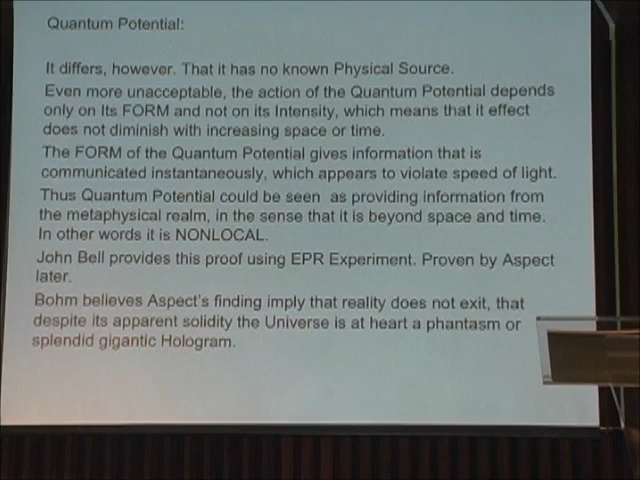 Quantum Potential:
It differs, however. That it has no known Physical Source.
Even more unacceptable, the action of the Quantum Potential depends
only on Its FORM and not on its Intensity, which means that it effect
does not diminish with increasing space or time.
The FORM of the Quantum Potential gives information that is
communicated instantaneously, which appears to violate speed of light.
Thus Quantum Potential could be seen as providing information from
the metaphysical realm, in the sense that it is beyond space and time.
In other words it is NONLOCAL.
John Bell provides this proof using EPR Experiment. Proven by Aspect
later.
Bohm believes Aspect's finding imply that reality does not exit, that
despite its apparent solidity the Universe is at heart a phantasm or
splendid gigantic Hologram.